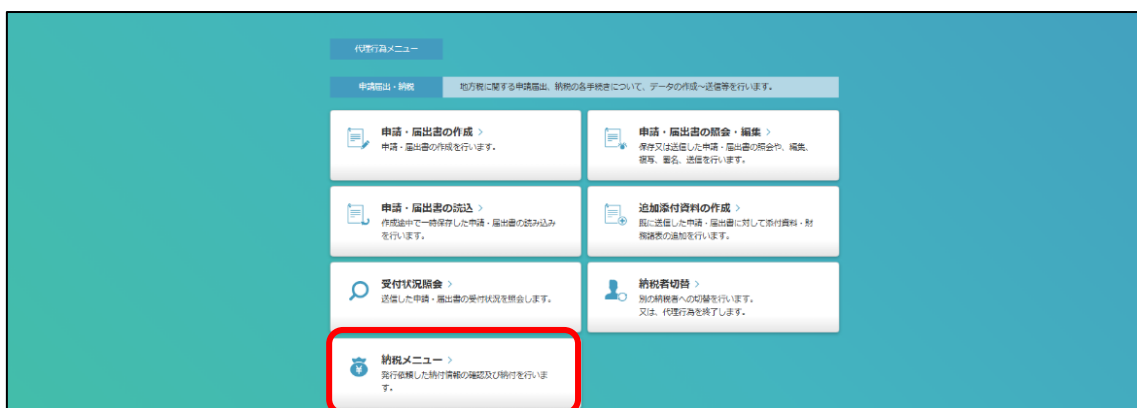 代理行為メニュー
申請届出・納税
地方税に関する申請届出、納税の各手続きについて、データの作成～送信等を行います。
申請・届出書の作成 >
申請・届出書の作成を行います。
申請・届出書の照会・編集 >
保存又は送信した申請・届出書の照会や、編集、
複写、署名、送信を行います。
申請・届出書の読込 >
作成途中で一時保存した申請・届出書の読み込み
を行います。
追加添付資料の作成 >
既に送信した申請・届出書に対して添付資料・財
務諸表の追加を行います。
受付状況照会 >
送信した申請・届出書の受付状況を照会します。
納税者切替 >
別の納税者への切替を行います。
又は、代理行為を終了します。
納税メニュー >
発行依頼した納付情報の確認及び納付を行いま
す。